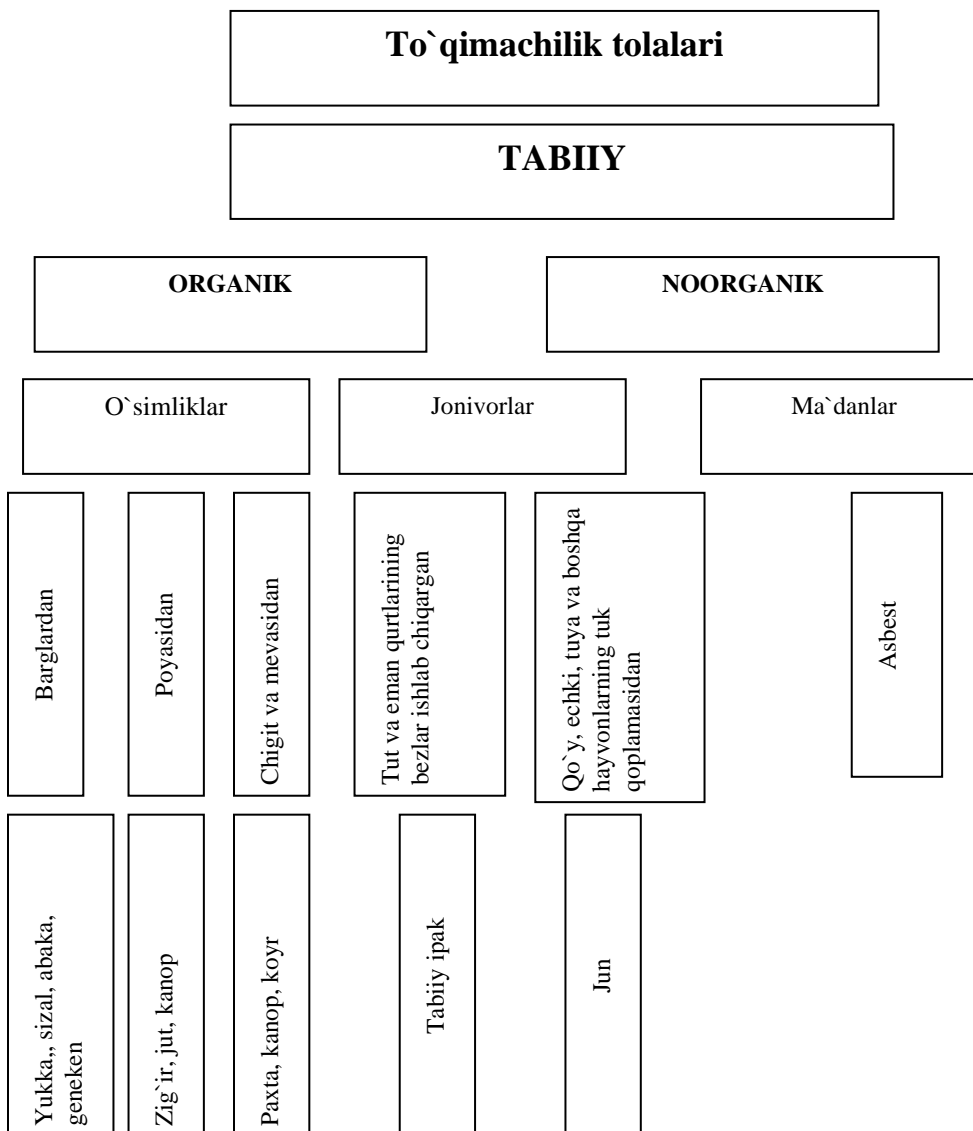 To`qimachilik tolalari
TABIIY
ORGANIK
NOORGANIK
O`simliklar
Jonivorlar
Ma`danlar
Barglardan
Poyasidan
Chigit va mevasidan
Tut va eman qurtlarining
bezlar ishlab chiqargan
Qo`y, echki, tuya va boshqa
hayvonlarning tuk
qoplamasidan
Asbest
Yukka,, sizal, abaka,
geneken
Zig`ir, jut, kanop
Paxta, kanop, koyr
Tabiiy ipak
Jun